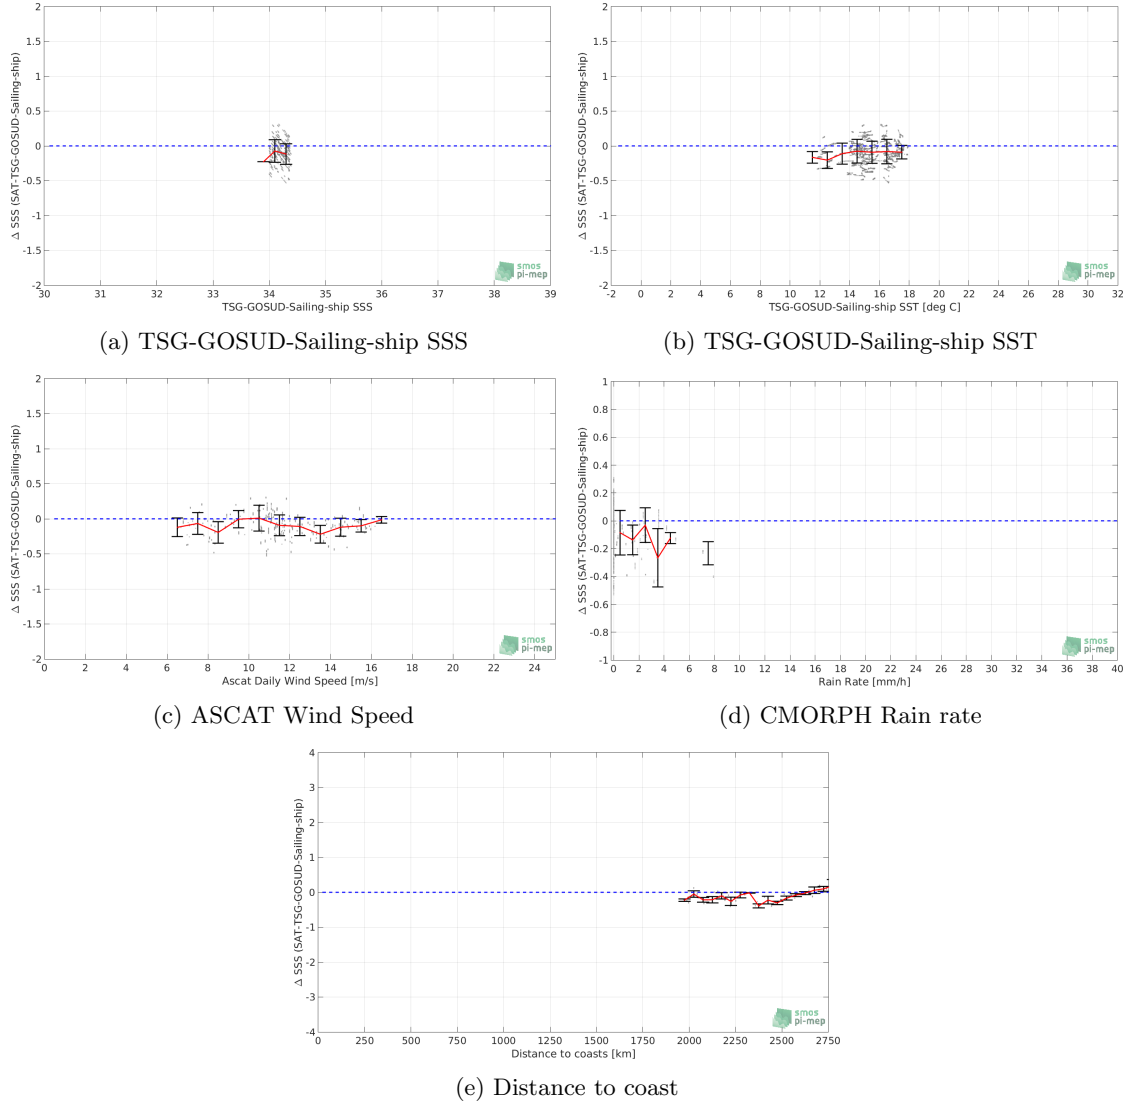 2
1.5
1
0.5
0
-0.5
-1
-1.5
-2
Δ SSS (SAT-TSG-GOSUD-Sailing-ship)
smos
pi-mep
30 31 32 33 34 35 36 37 38 39
TSG-GOSUD-Sailing-ship SSS
(a) TSG-GOSUD-Sailing-ship SSS
2
1.5
1
0.5
0
-0.5
-1
-1.5
-2
Δ SSS (SAT-TSG-GOSUD-Sailing-ship)
smos
pi-mep
-2 0 2 4 6 8 10 12 14 16 18 20 22 24 26 28 30 32
TSG-GOSUD-Sailing-ship SST [deg C]
(b) TSG-GOSUD-Sailing-ship SST
2
1.5
1
0.5
0
-0.5
-1
-1.5
-2
Δ SSS (SAT-TSG-GOSUD-Sailing-ship)
smos
pi-mep
0 2 4 6 8 10 12 14 16 18 20 22 24
Ascat Daily Wind Speed [m/s]
(c) ASCAT Wind Speed
1
0.8
0.6
0.4
0.2
0
-0.2
-0.4
-0.6
-0.8
-1
Δ SSS (SAT-TSG-GOSUD-Sailing-ship)
smos
pi-mep
0 2 4 6 8 10 12 14 16 18 20 22 24 26 28 30 32 34 36 38 40
Rain Rate [mm/h]
(d) CMORPH Rain rate
4
3
2
1
0
-1
-2
-3
-4
Δ SSS (SAT-TSG-GOSUD-Sailing-ship)
smos
pi-mep
0 250 500 750 1000 1250 1500 1750 2000 2250 2500 2750
Distance to coasts [km]
(e) Distance to coast